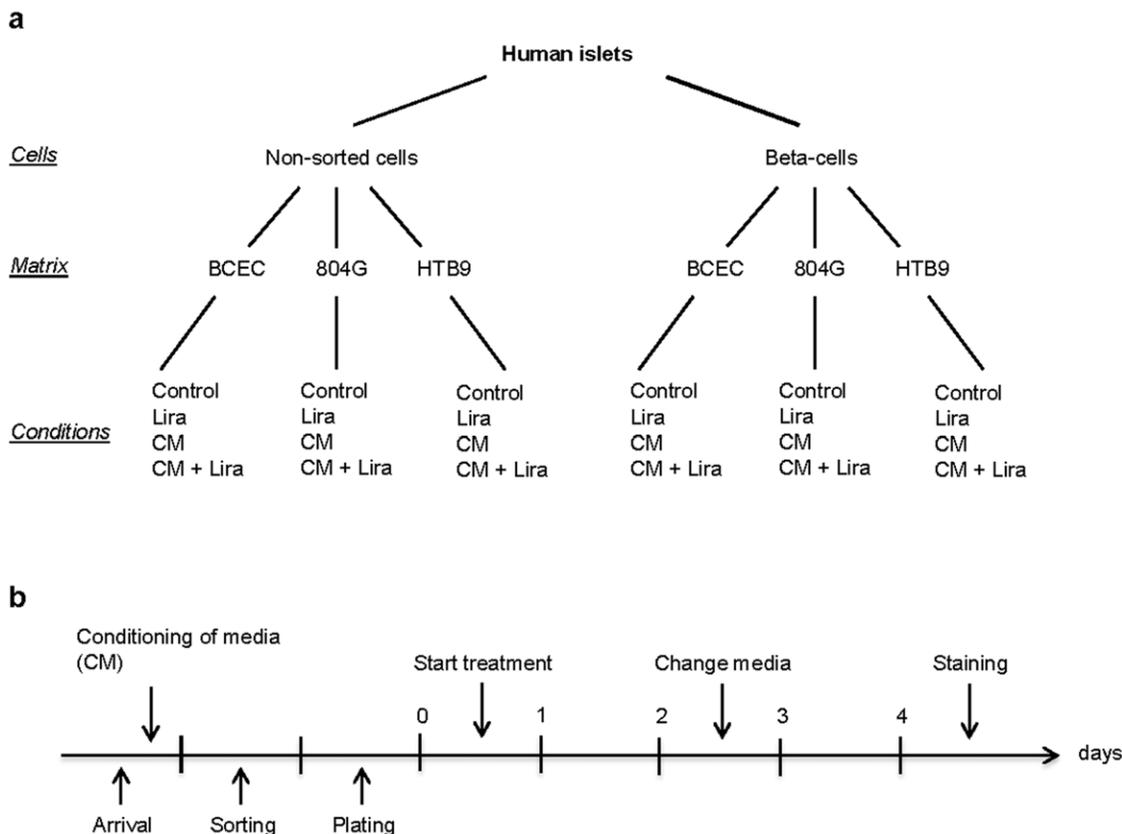 a
Human islets
Cells
Non-sorted cells Beta-cells
Matrix
BCEC 804G HTB9 BCEC 804G HTB9
Conditions
Control Control Control Control Control Control
Lira Lira Lira Lira Lira Lira
CM CM CM CM CM CM
CM + Lira CM + Lira CM + Lira CM + Lira CM + Lira CM + Lira
b
Conditioning of media
(CM) Start treatment Change media Staining
0 1 2 3 4
days
Arrival Sorting Plating